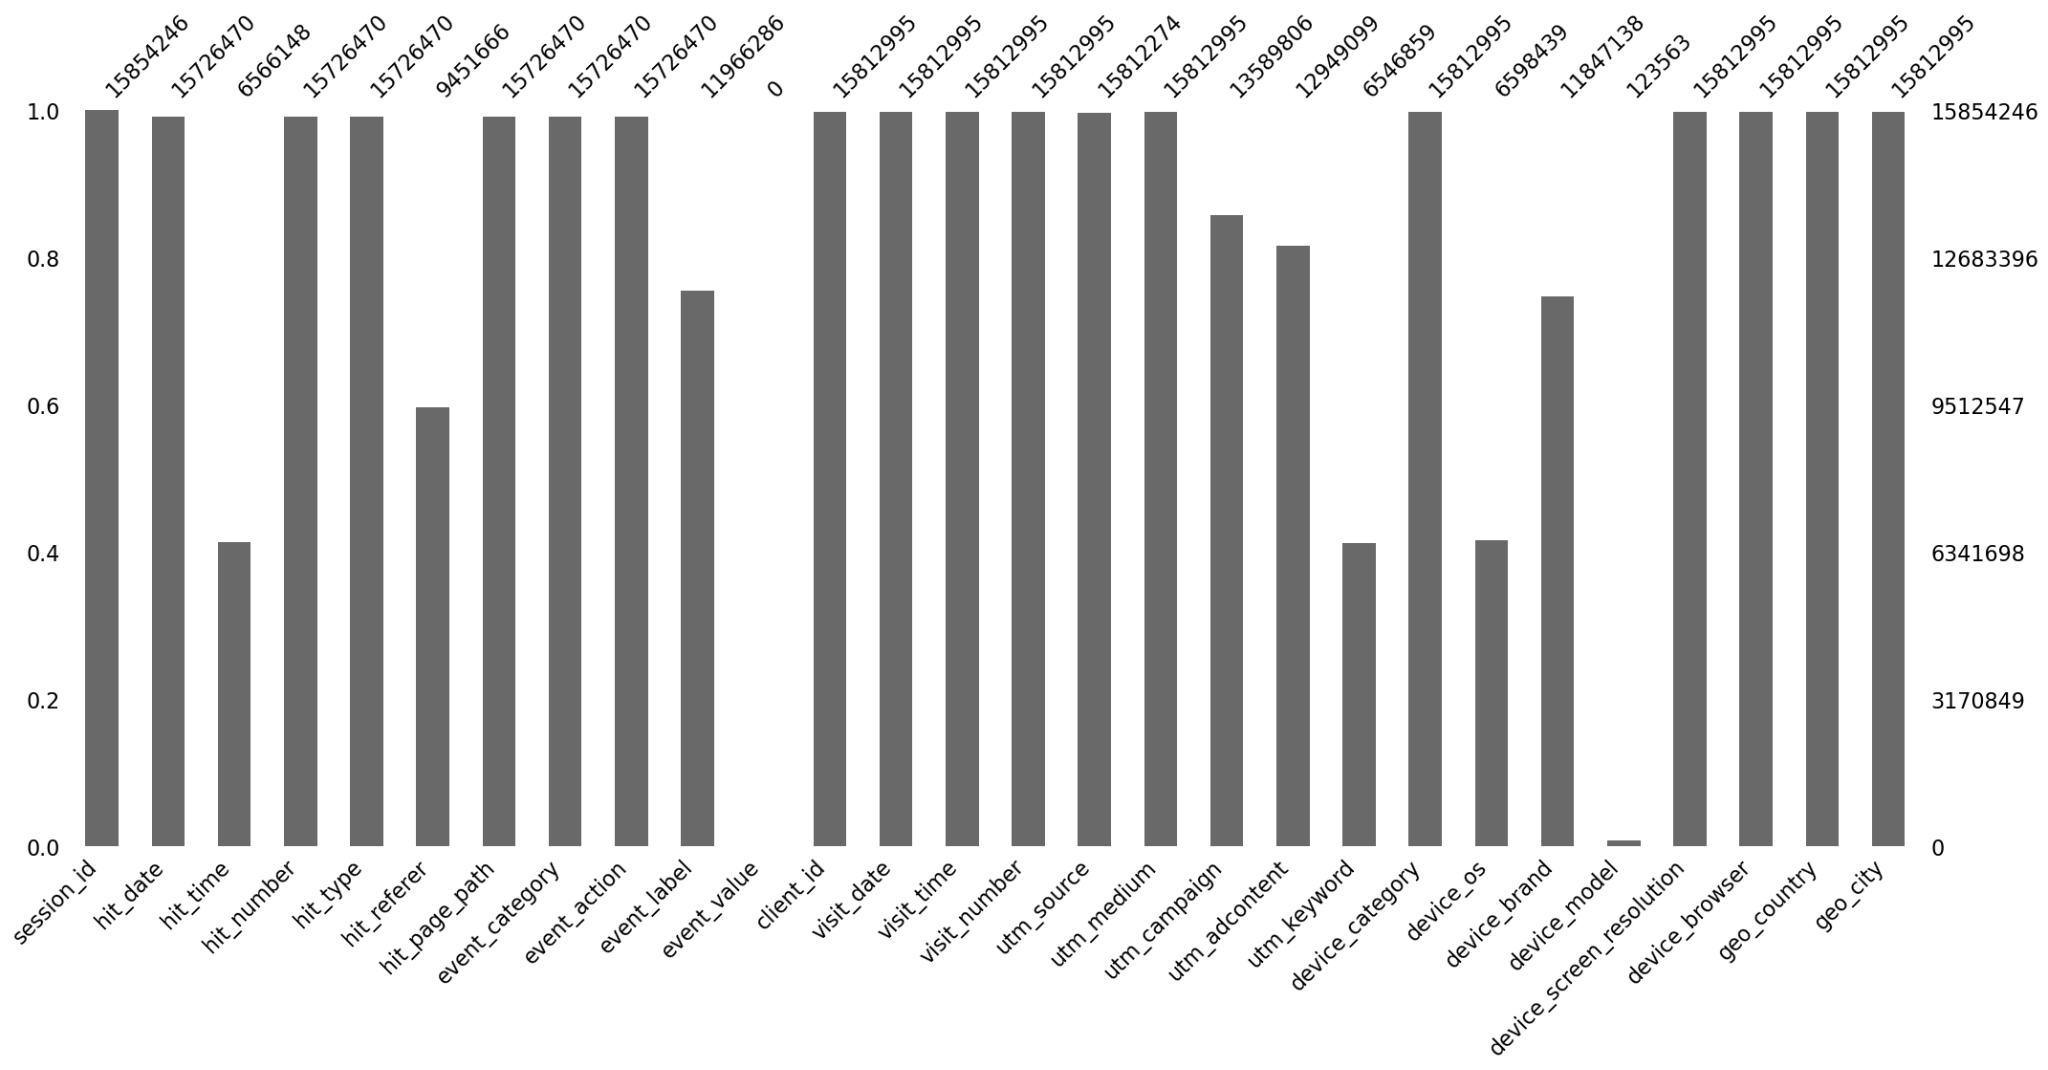 15854246
15726470
6566148
15726470
15726470
9451666
15726470
15726470
15726470
11966286
0
15812995
15812995
15812995
15812995
15812274
15812995
13589806
12949099
6546859
15812995
6598439
11847138
123563
15812995
15812995
15812995
15812995
1.0
0.8
0.6
0.4
0.2
0.0
15854246
12683396
9512547
6341698
3170849
0
session_id
hit_date
hit_time
hit_number
hit_type
hit_referer
hit_page_path
event_category
event_action
event_label
event_value
client_id
visit_date
visit_time
visit_number
utm_source
utm_medium
utm_campaign
utm_adcontent
utm_keyword
device_category
device_os
device_brand
device_model
device_screen_resolution
device_browser
geo_country
geo_city